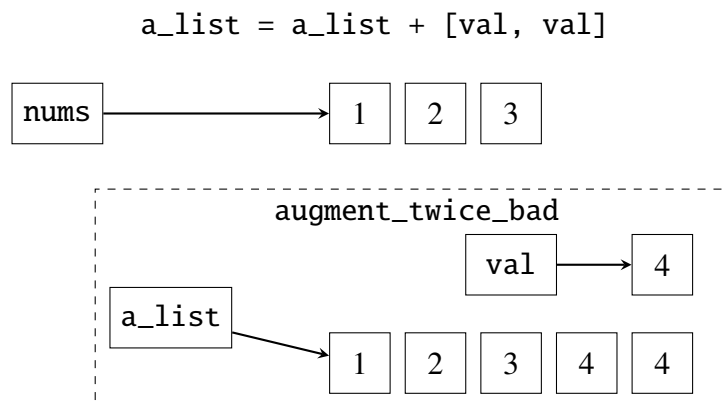 a_list = a_list + [val, val]
nums 1 2 3
augment_twice_bad
val 4
a_list
1 2 3 4 4